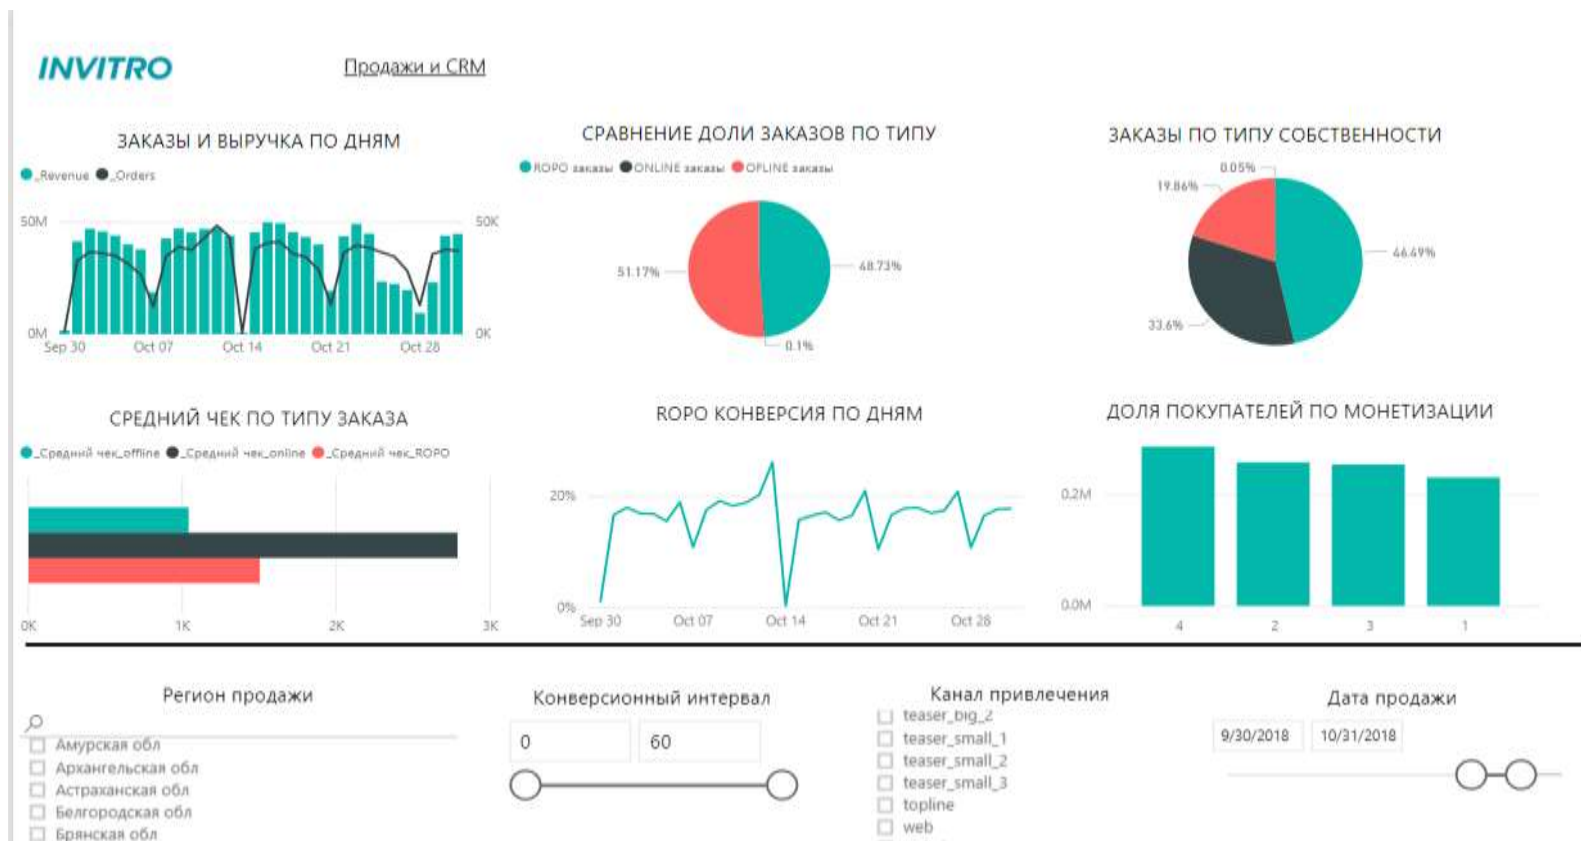 INVITRO
Продажи и CRM
ЗАКАЗЫ И ВЫРУЧКА ПО ДНЯМ
_Revenue _Orders
50M 50K
0M 0K
Sep 30 Oct 07 Oct 14 Oct 21 Oct 28
СРАВНЕНИЕ ДОЛИ ЗАКАЗОВ ПО ТИПУ
ROPO заказы ONLINE заказы OFLINE заказы
51.17% 48.73%
0.1%
ЗАКАЗЫ ПО ТИПУ СОБСТВЕННОСТИ
0.05%
19.86%
46.49%
33.6%
СРЕДНИЙ ЧЕК ПО ТИПУ ЗАКАЗА
_Средний чек_offline _Средний чек_online _Средний чек_ROPO
0K 1K 2K 3K
ROPO КОНВЕРСИЯ ПО ДНЯМ
20%
0%
Sep 30 Oct 07 Oct 14 Oct 21 Oct 28
ДОЛЯ ПОКУПАТЕЛЕЙ ПО МОНЕТИЗАЦИИ
0.2M
0.0M
4 2 3 1
Регион продажи
Амурская обл
Архангельская обл
Астраханская обл
Белгородская обл
Брянская обл
Конверсионный интервал
0 60
Канал привлечения
teaser_big_2
teaser_small_1
teaser_small_2
teaser_small_3
topline
web
Дата продажи
9/30/2018 10/31/2018